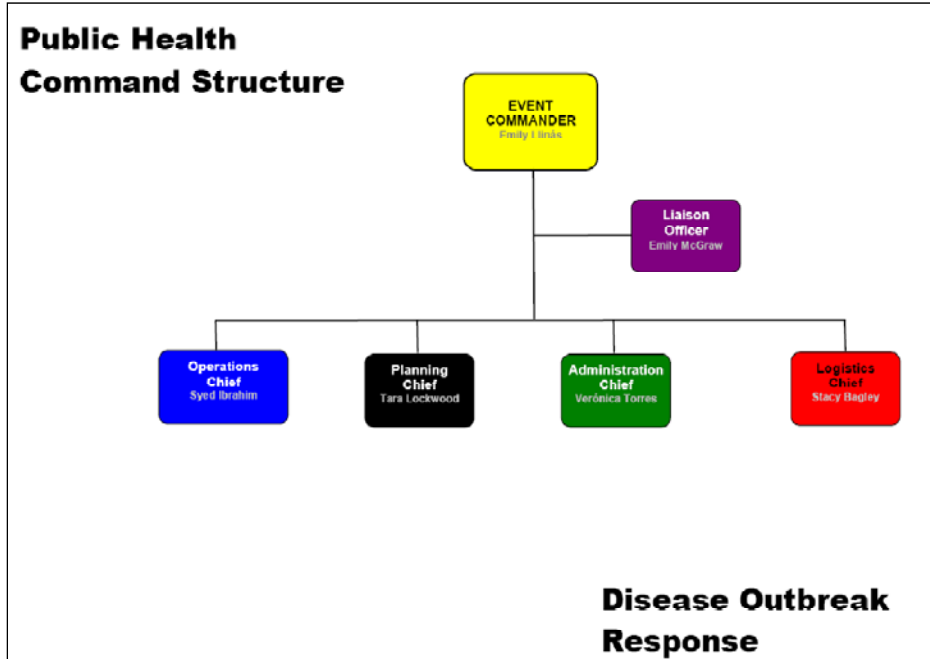 Public Health
Command Structure
EVENT
COMMANDER
Emily Llinás
Liaison
Officer
Emily McGraw
Operations
Chief
Syed Ibrahim
Planning
Chief
Tara Lockwood
Administration
Chief
Verónica Torres
Logistics
Chief
Stacy Bagley
Disease Outbreak
Response